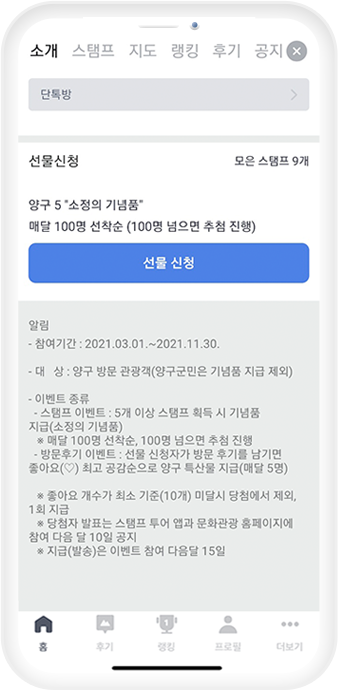 소개 스탬프 지도 랭킹 후기 공지
단톡방
선물신청 모은 스탬프 9개
양구 5 "소정의 기념품"
매달 100명 선착순 (100명 넘으면 추첨 진행)
선물 신청
알림
- 참여기간 : 2021.03.01.~2021.11.30.
- 대 상 : 양구 방문 관광객(양구군민은 기념품 지급 제외)
- 이벤트 종류
- 스탬프 이벤트 : 5개 이상 스탬프 획득 시 기념품
지급(소정의 기념품)
※ 매달 100명 선착순, 100명 넘으면 추첨 진행
- 방문후기 이벤트 : 선물 신청자가 방문 후기를 남기면
좋아요(♡) 최고 공감순으로 양구 특산물 지급(매달 5명)
※ 좋아요 개수가 최소 기준(10개) 미달시 당첨에서 제외,
1회 지급
※ 당첨자 발표는 스탬프 투어 앱과 문화관광 홈페이지에
참여 다음 달 10일 공지
※ 지급(발송)은 이벤트 참여 다음달 15일
1
홈 후기 랭킹 프로필 더보기